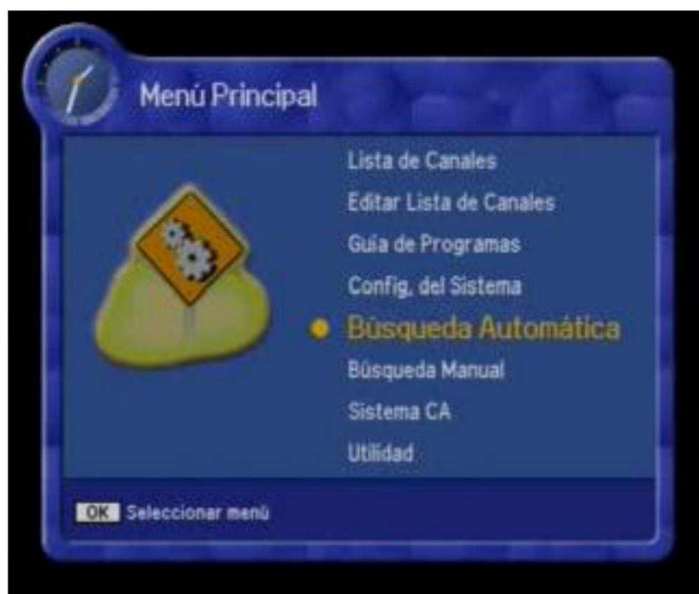 Menú Principal
Lista de Canales
Editar Lista de Canales
Guía de Programas
Config, del Sistema
Búsqueda Automática
Búsqueda Manual
Sistema CA
Utilidad
OK Seleccionar menú